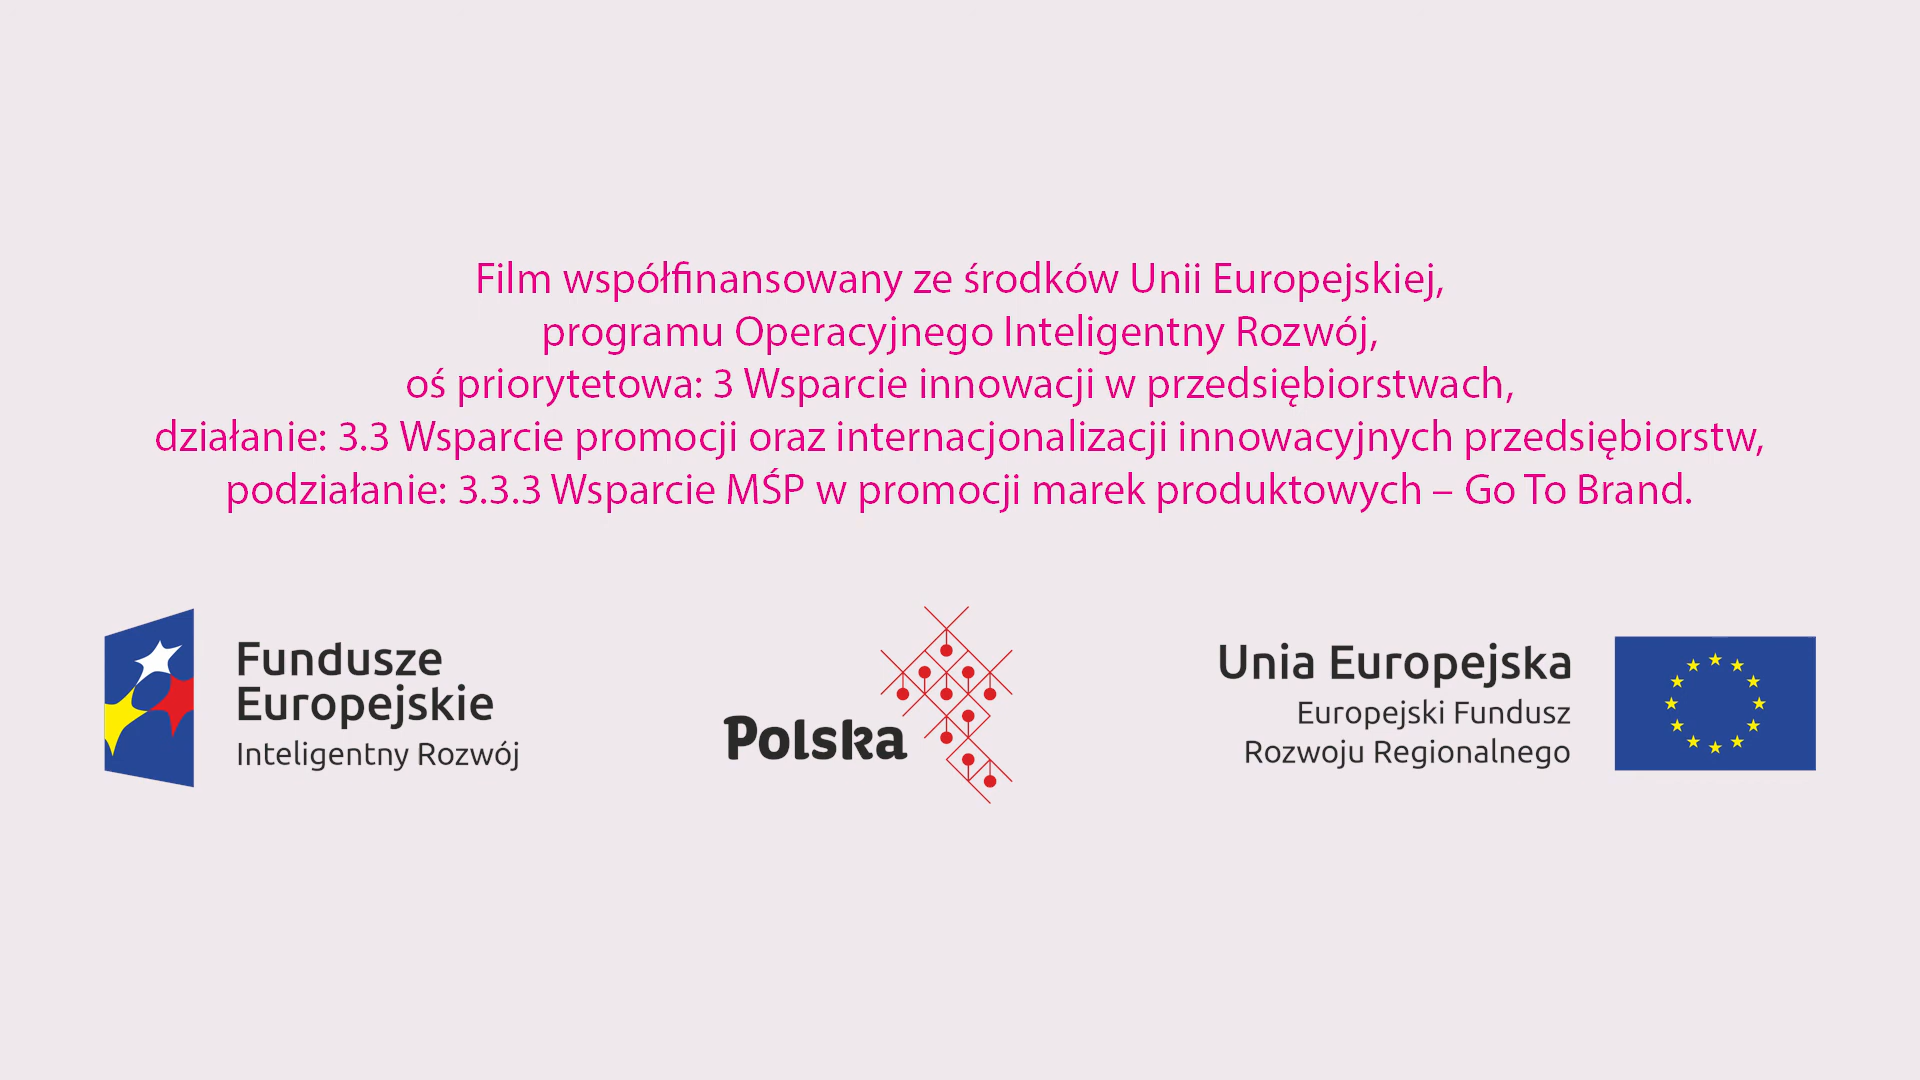 Film współfinansowany ze środków Unii Europejskiej,
programu Operacyjnego Inteligentny Rozwój,
oś priorytetowa: 3 Wsparcie innowacji w przedsiębiorstwach,
działanie: 3.3 Wsparcie promocji oraz internacjonalizacji innowacyjnych przedsiębiorstw,
podziałanie: 3.3.3 Wsparcie MŚP w promocji marek produktowych – Go To Brand.
Fundusze
Europejskie
Inteligentny Rozwój
Polska
Unia Europejska
Europejski Fundusz
Rozwoju Regionalnego